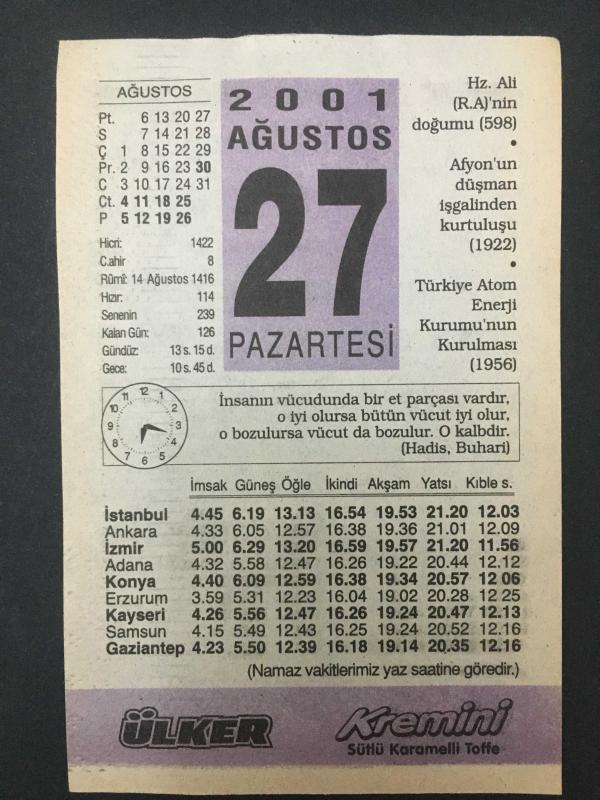 AĞUSTOS
Pt. 6 13 20 27
S 7 14 21 28
Ç 1 8 15 22 29
Pr. 2 9 16 23 30
C 3 10 17 24 31
Ct. 4 11 18 25
P 5 12 19 26
Hicri: 1422
C.ahir 8
Rûmî: 14 Ağustos 1416
Hızır: 114
Senenin 239
Kalan Gün: 126
Gündüz: 13 s. 15 d.
Gece: 10 s. 45 d.
2001
AĞUSTOS
27
PAZARTESİ
Hz. Ali
(R.A)'nin
doğumu (598)
•
Afyon'un
düşman
işgalinden
kurtuluşu
(1922)
•
Türkiye Atom
Enerji
Kurumu'nun
Kurulması
(1956)
12
11 1
10 2
9 3
8 4
7 5
6
İnsanın vücudunda bir et parçası vardır,
o iyi olursa bütün vücut iyi olur,
o bozulursa vücut da bozulur. O kalbdir.
(Hadis, Buhari)
İmsak Güneş Öğle İkindi Akşam Yatsı Kıble s.
İstanbul 4.45 6.19 13.13 16.54 19.53 21.20 12.03
Ankara 4.33 6.05 12.57 16.38 19.36 21.01 12.09
İzmir 5.00 6.29 13.20 16.59 19.57 21.20 11.56
Adana 4.32 5.58 12.47 16.26 19.22 20.44 12.12
Konya 4.40 6.09 12.59 16.38 19.34 20.57 12 06
Erzurum 3.59 5.31 12.23 16.04 19.02 20.28 12 25
Kayseri 4.26 5.56 12.47 16.26 19.24 20.47 12.13
Samsun 4.15 5.49 12.43 16.25 19.24 20.52 12.16
Gaziantep 4.23 5.50 12.39 16.18 19.14 20.35 12.16
(Namaz vakitlerimiz yaz saatine göredir.)
ÜLKER
Kremini
Sütlü Karamelli Toffe